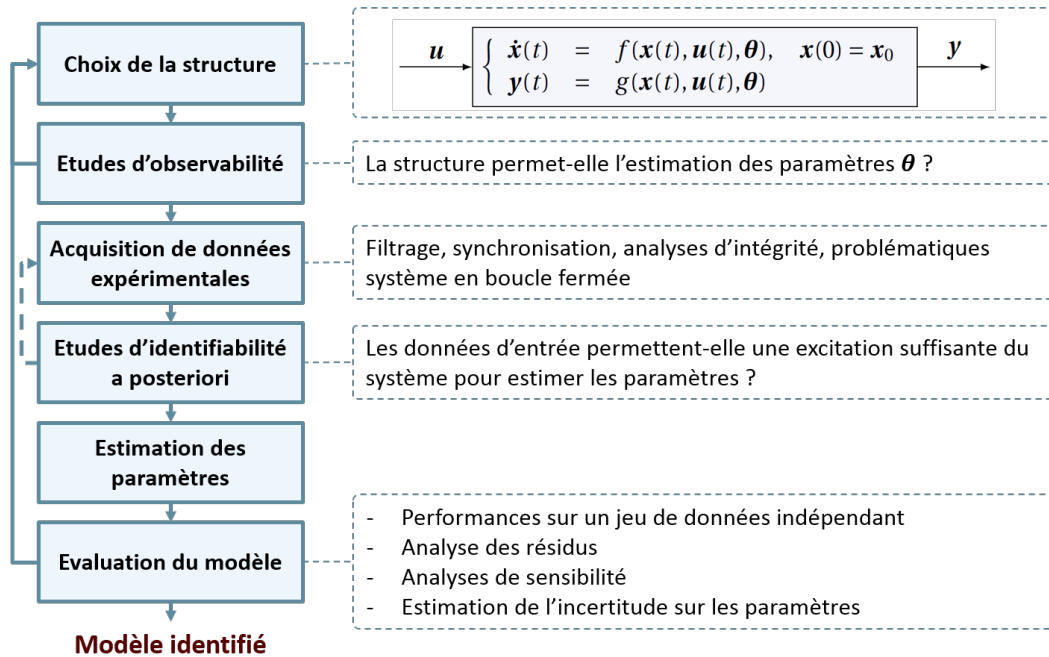 Choix de la structure
u
ẋ(t) = f(x(t), u(t), θ), x(0) = x₀
y(t) = g(x(t), u(t), θ)
y
Etudes d'observabilité
La structure permet-elle l'estimation des paramètres θ ?
Acquisition de données
expérimentales
Filtrage, synchronisation, analyses d'intégrité, problématiques
système en boucle fermée
Etudes d'identifiabilité
a posteriori
Les données d'entrée permettent-elle une excitation suffisante du
système pour estimer les paramètres ?
Estimation des
paramètres
Evaluation du modèle
- Performances sur un jeu de données indépendant
- Analyse des résidus
- Analyses de sensibilité
- Estimation de l'incertitude sur les paramètres
Modèle identifié